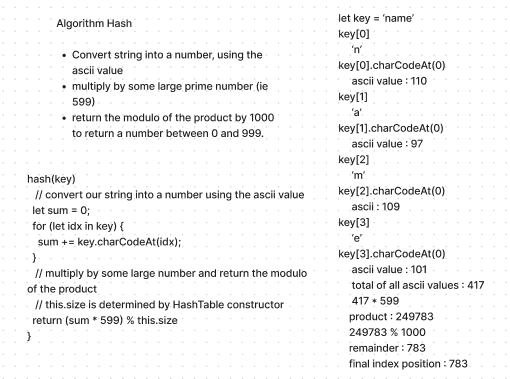 Algorithm Hash
• Convert string into a number, using the
ascii value
• multiply by some large prime number (ie
599)
• return the modulo of the product by 1000
to return a number between 0 and 999.
hash(key)
// convert our string into a number using the ascii value
let sum = 0;
for (let idx in key) {
sum += key.charCodeAt(idx);
}
// multiply by some large number and return the modulo
of the product
// this.size is determined by HashTable constructor
return (sum * 599) % this.size
}
let key = 'name'
key[0]
'n'
key[0].charCodeAt(0)
ascii value : 110
key[1]
'a'
key[1].charCodeAt(0)
ascii value : 97
key[2]
'm'
key[2].charCodeAt(0)
ascii : 109
key[3]
'e'
key[3].charCodeAt(0)
ascii value : 101
total of all ascii values : 417
417 * 599
product : 249783
249783 % 1000
remainder : 783
final index position : 783